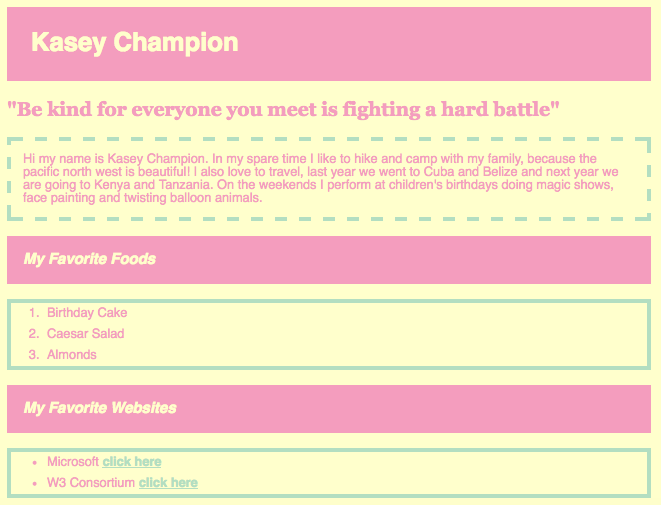 Kasey Champion
"Be kind for everyone you meet is fighting a hard battle"
Hi my name is Kasey Champion. In my spare time I like to hike and camp with my family, because the
pacific north west is beautiful! I also love to travel, last year we went to Cuba and Belize and next year we
are going to Kenya and Tanzania. On the weekends I perform at children's birthdays doing magic shows,
face painting and twisting balloon animals.
My Favorite Foods
1. Birthday Cake
2. Caesar Salad
3. Almonds
My Favorite Websites
• Microsoft click here
• W3 Consortium click here